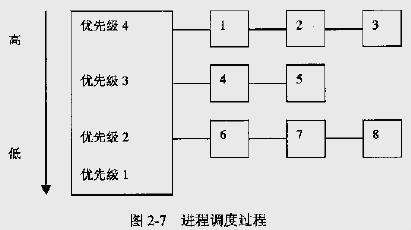 高
低
优先级 4
优先级 3
优先级 2
优先级 1
1 2 3
4 5
6 7 8
图 2-7 进程调度过程